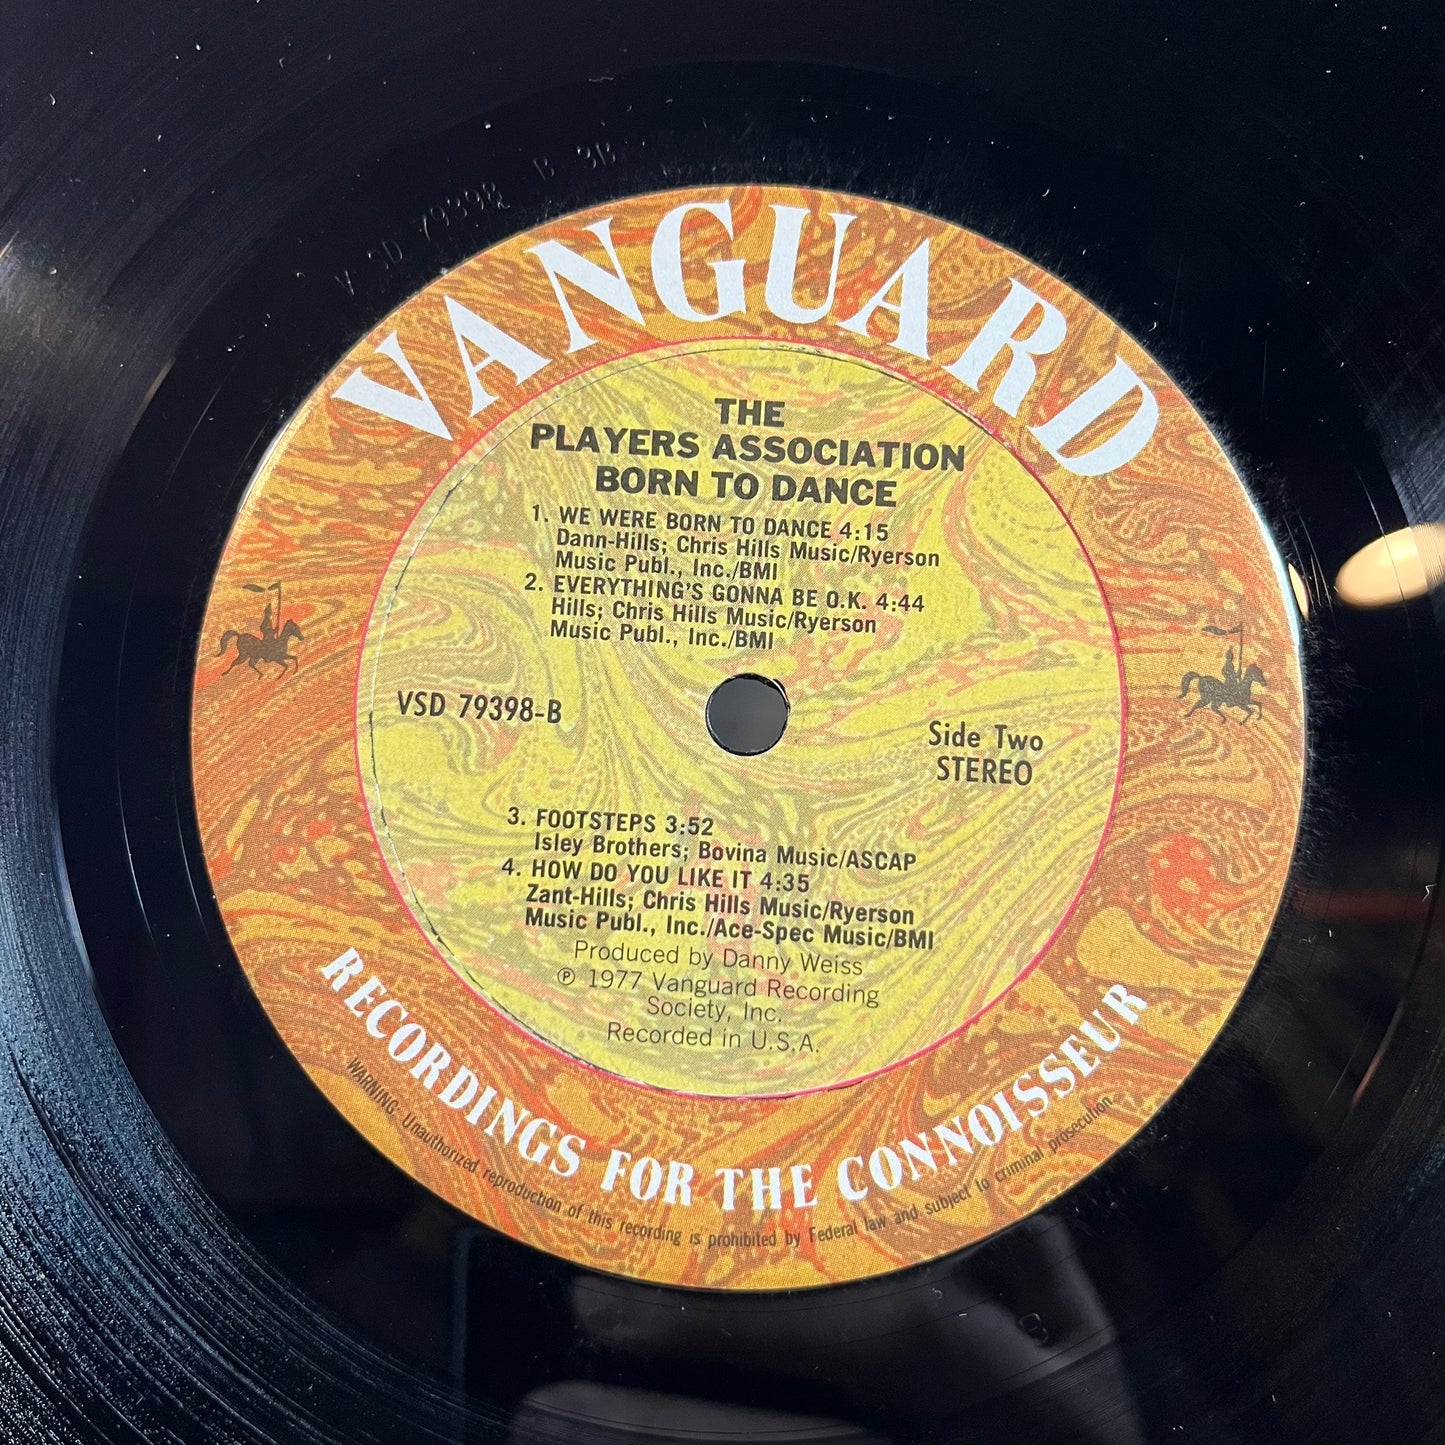 V SD 79398 B 3B
VANGUARD
THE
PLAYERS ASSOCIATION
BORN TO DANCE
1. WE WERE BORN TO DANCE 4:15
Dann-Hills; Chris Hills Music/Ryerson
Music Publ., Inc./BMI
2. EVERYTHING'S GONNA BE O.K. 4:44
Hills; Chris Hills Music/Ryerson
Music Publ., Inc./BMI
VSD 79398-B
Side Two
STEREO
3. FOOTSTEPS 3:52
Isley Brothers; Bovina Music/ASCAP
4. HOW DO YOU LIKE IT 4:35
Zant-Hills; Chris Hills Music/Ryerson
Music Publ., Inc./Ace-Spec Music/BMI
Produced by Danny Weiss
℗ 1977 Vanguard Recording
Society, Inc.
Recorded in U.S.A.
RECORDINGS FOR THE CONNOISSEUR
WARNING. Unauthorized reproduction of this recording is prohibited by Federal law and subject to criminal prosecution